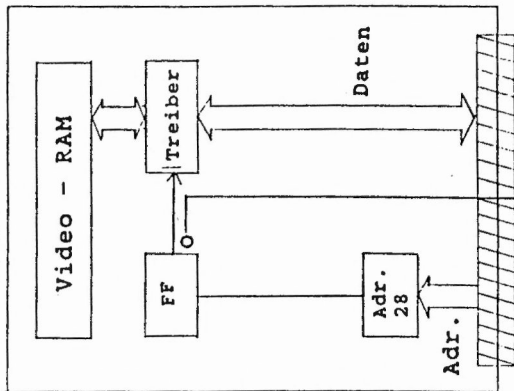 Video - RAM
Treiber
FF
Daten
Adr.
28
Adr.